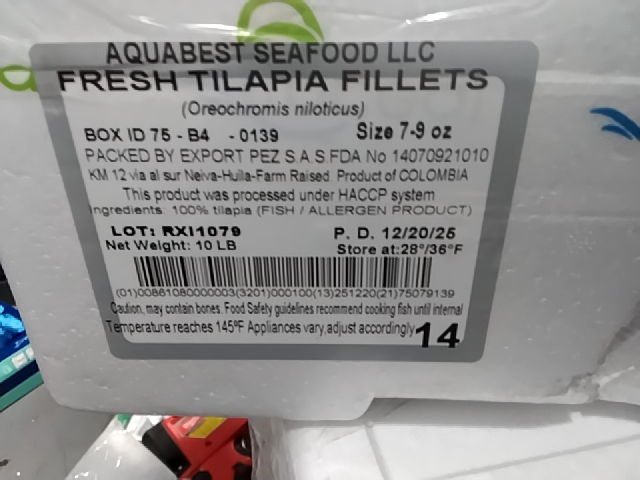 AQUABEST SEAFOOD LLC
FRESH TILAPIA FILLETS
(Oreochromis niloticus)
BOX ID 75 - B4 - 0139 Size 7-9 oz
PACKED BY EXPORT PEZ S.A.S.FDA No 14070921010
KM 12 via al sur Neiva-Huila-Farm Raised. Product of COLOMBIA
This product was processed under HACCP system
Ingredients: 100% tilapia (FISH / ALLERGEN PRODUCT)
LOT: RXI1079 P. D. 12/20/25
Net Weight: 10 LB Store at:28°/36°F
(01)00861080000003(3201)000100(13)251220(21)75079139
Caution, may contain bones. Food Safety guidelines recommend cooking fish until internal
Temperature reaches 145ºF Appliances vary,adjust accordingly 14